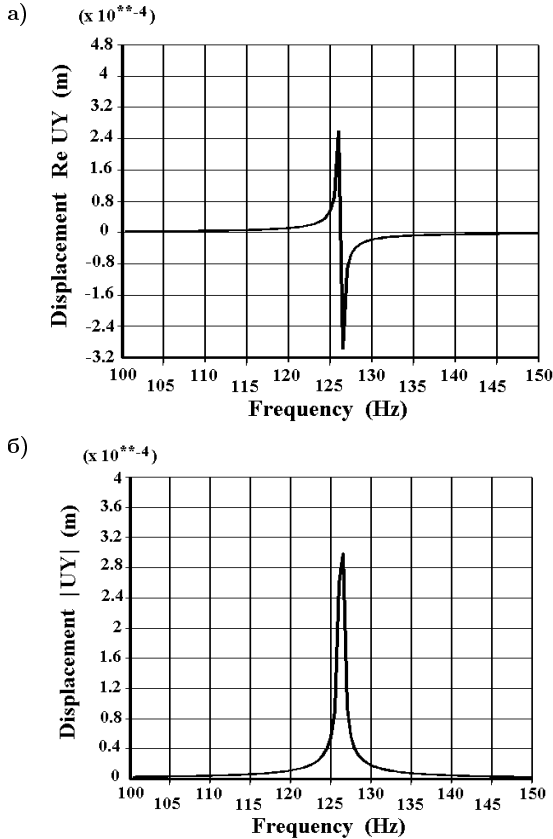 а)
(x 10**-4)
4.8
4
3.2
2.4
1.6
0.8
0
-0.8
-1.6
-2.4
-3.2
Displacement Re UY (m)
100 110 120 130 140 150
105 115 125 135 145
Frequency (Hz)
б)
(x 10**-4)
4
3.6
3.2
2.8
2.4
2
1.6
1.2
0.8
0.4
0
Displacement |UY| (m)
100 110 120 130 140 150
105 115 125 135 145
Frequency (Hz)